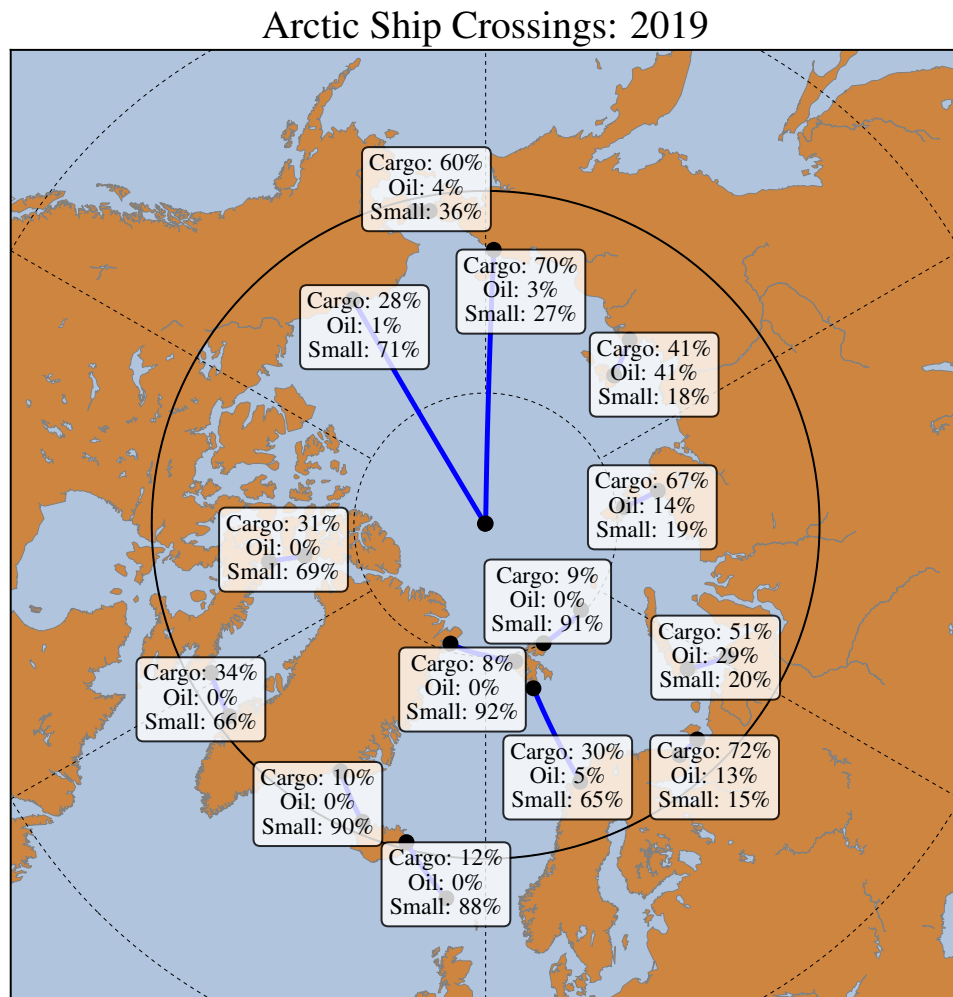 Arctic Ship Crossings: 2019
Cargo: 60%
Oil: 4%
Small: 36%
Cargo: 70%
Oil: 3%
Small: 27%
Cargo: 28%
Oil: 1%
Small: 71%
Cargo: 41%
Oil: 41%
Small: 18%
Cargo: 67%
Oil: 14%
Small: 19%
Cargo: 31%
Oil: 0%
Small: 69%
Cargo: 9%
Oil: 0%
Small: 91%
Cargo: 51%
Oil: 29%
Small: 20%
Cargo: 8%
Oil: 0%
Small: 92%
Cargo: 34%
Oil: 0%
Small: 66%
Cargo: 30%
Oil: 5%
Small: 65%
Cargo: 72%
Oil: 13%
Small: 15%
Cargo: 10%
Oil: 0%
Small: 90%
Cargo: 12%
Oil: 0%
Small: 88%